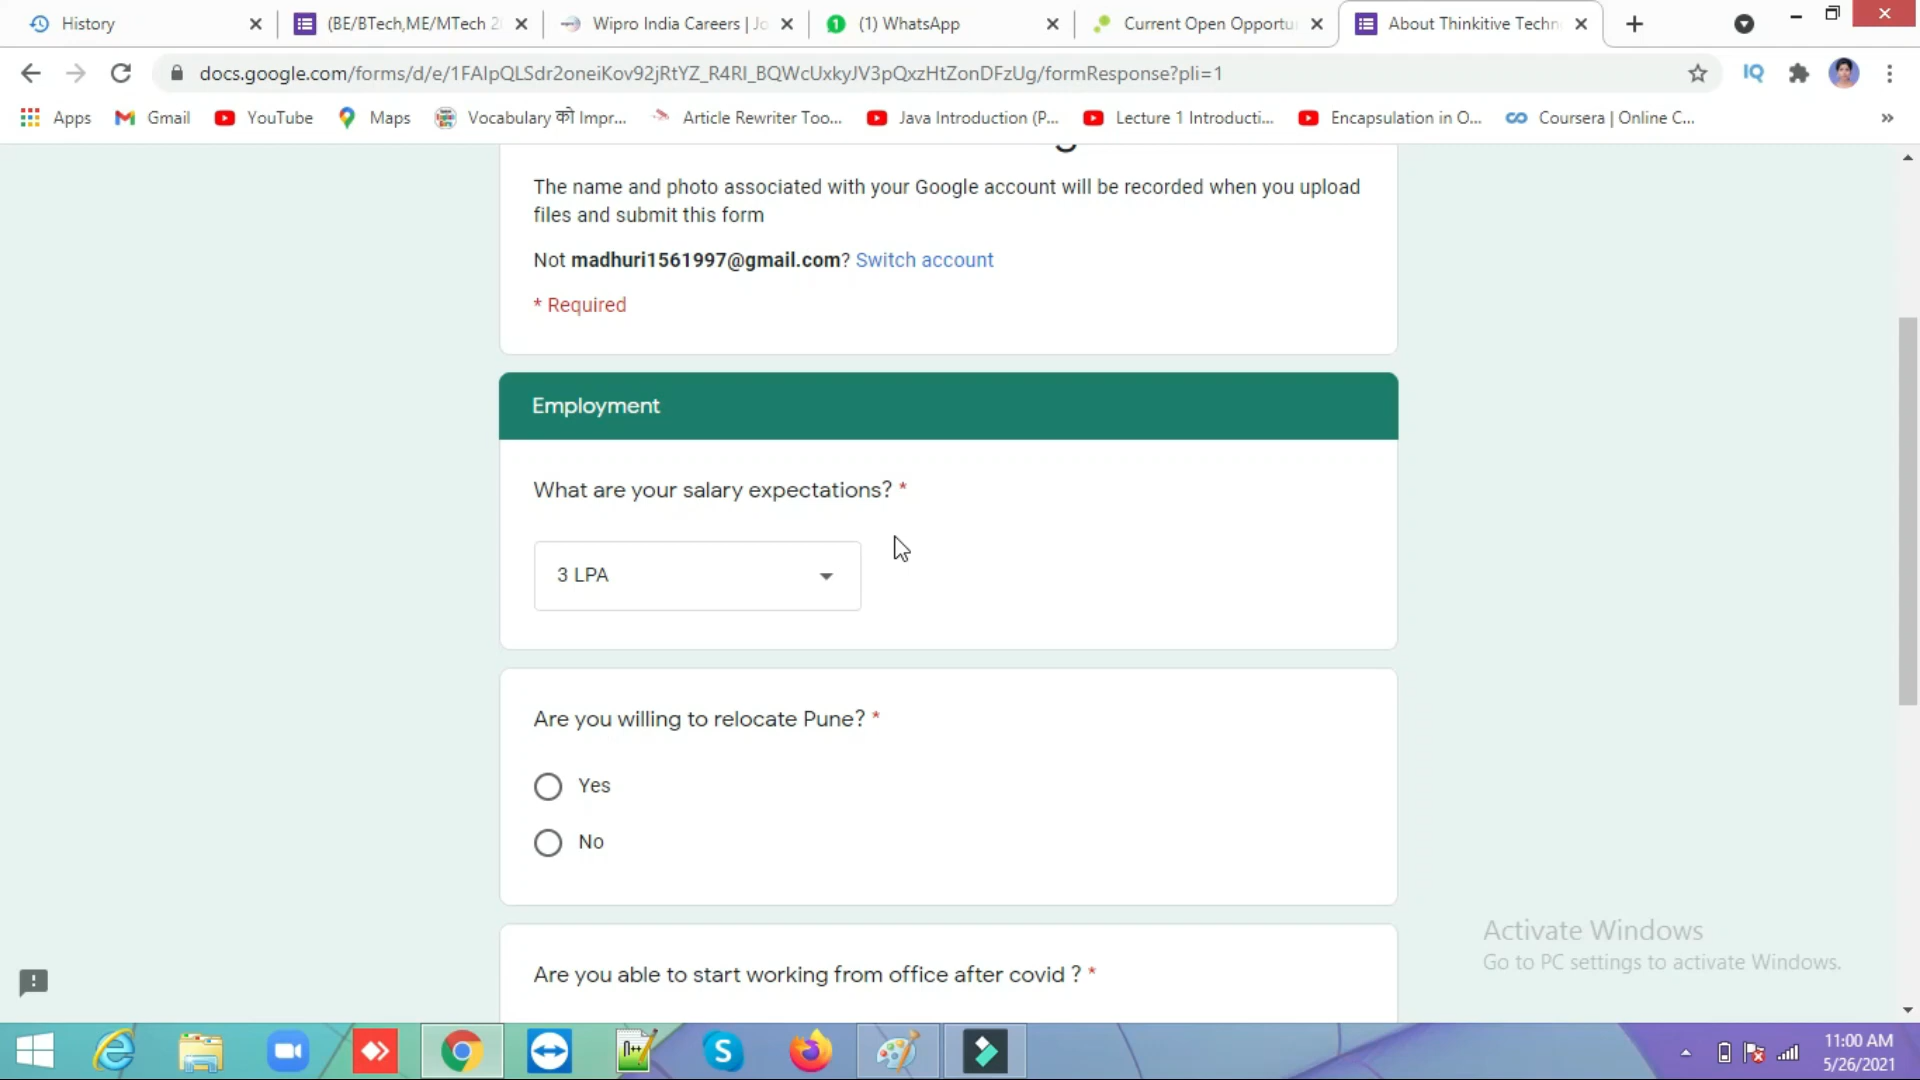 History
(BE/BTech,ME/MTech 2
Wipro India Careers | Jo
1
(1) WhatsApp
Current Open Opportu
About Thinkitive Techn
docs.google.com/forms/d/e/1FAIpQLSdr2oneiKov92jRtYZ_R4RI_BQWcUxkyJV3pQxzHtZonDFzUg/formResponse?pli=1
IQ
Apps
Gmail
YouTube
Maps
Vocabulary को Impr...
Article Rewriter Too...
Java Introduction (P...
Lecture 1 Introducti...
Encapsulation in O...
Coursera | Online C...
»
The name and photo associated with your Google account will be recorded when you upload
files and submit this form
Not madhuri1561997@gmail.com? Switch account
* Required
Employment
What are your salary expectations? *
3 LPA
Are you willing to relocate Pune? *
Yes
No
Are you able to start working from office after covid ? *
Activate Windows
Go to PC settings to activate Windows.
11:00 AM
5/26/2021